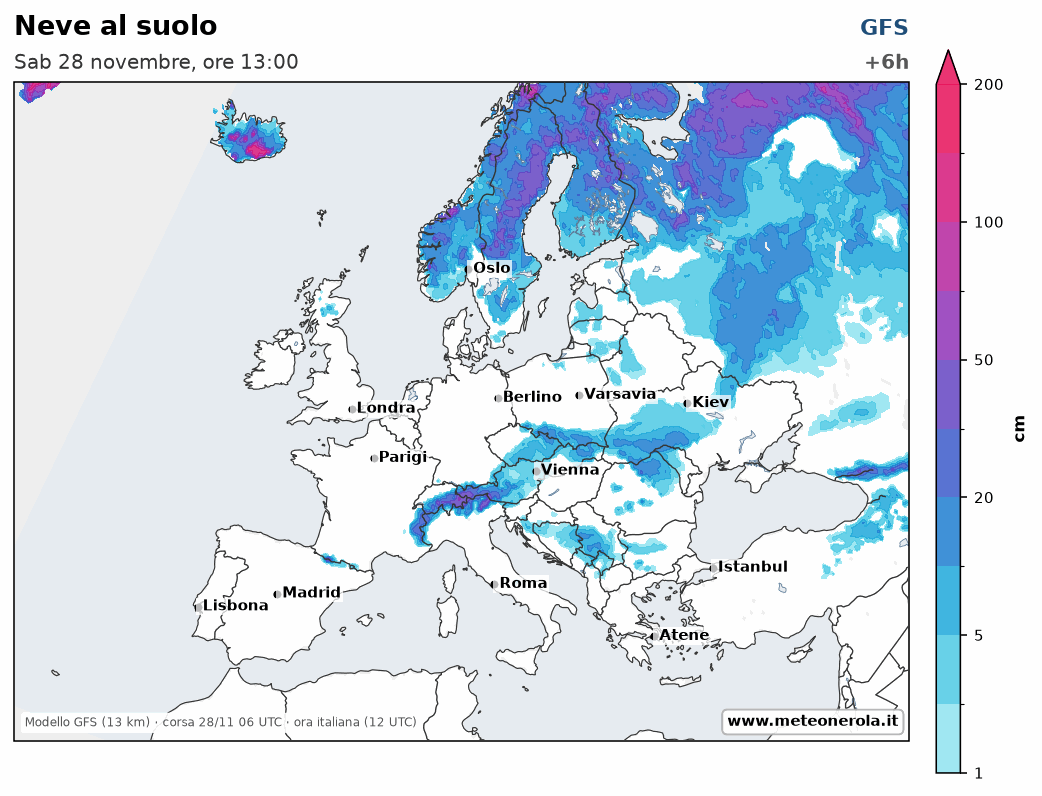 Neve al suolo
GFS
Sab 28 novembre, ore 13:00
+6h
200
100
50
20
5
1
cm
Oslo
Berlino
Varsavia
Kiev
Londra
Parigi
Vienna
Istanbul
Roma
Madrid
Lisbona
Atene
Modello GFS (13 km) · corsa 28/11 06 UTC · ora italiana (12 UTC)
www.meteonerola.it